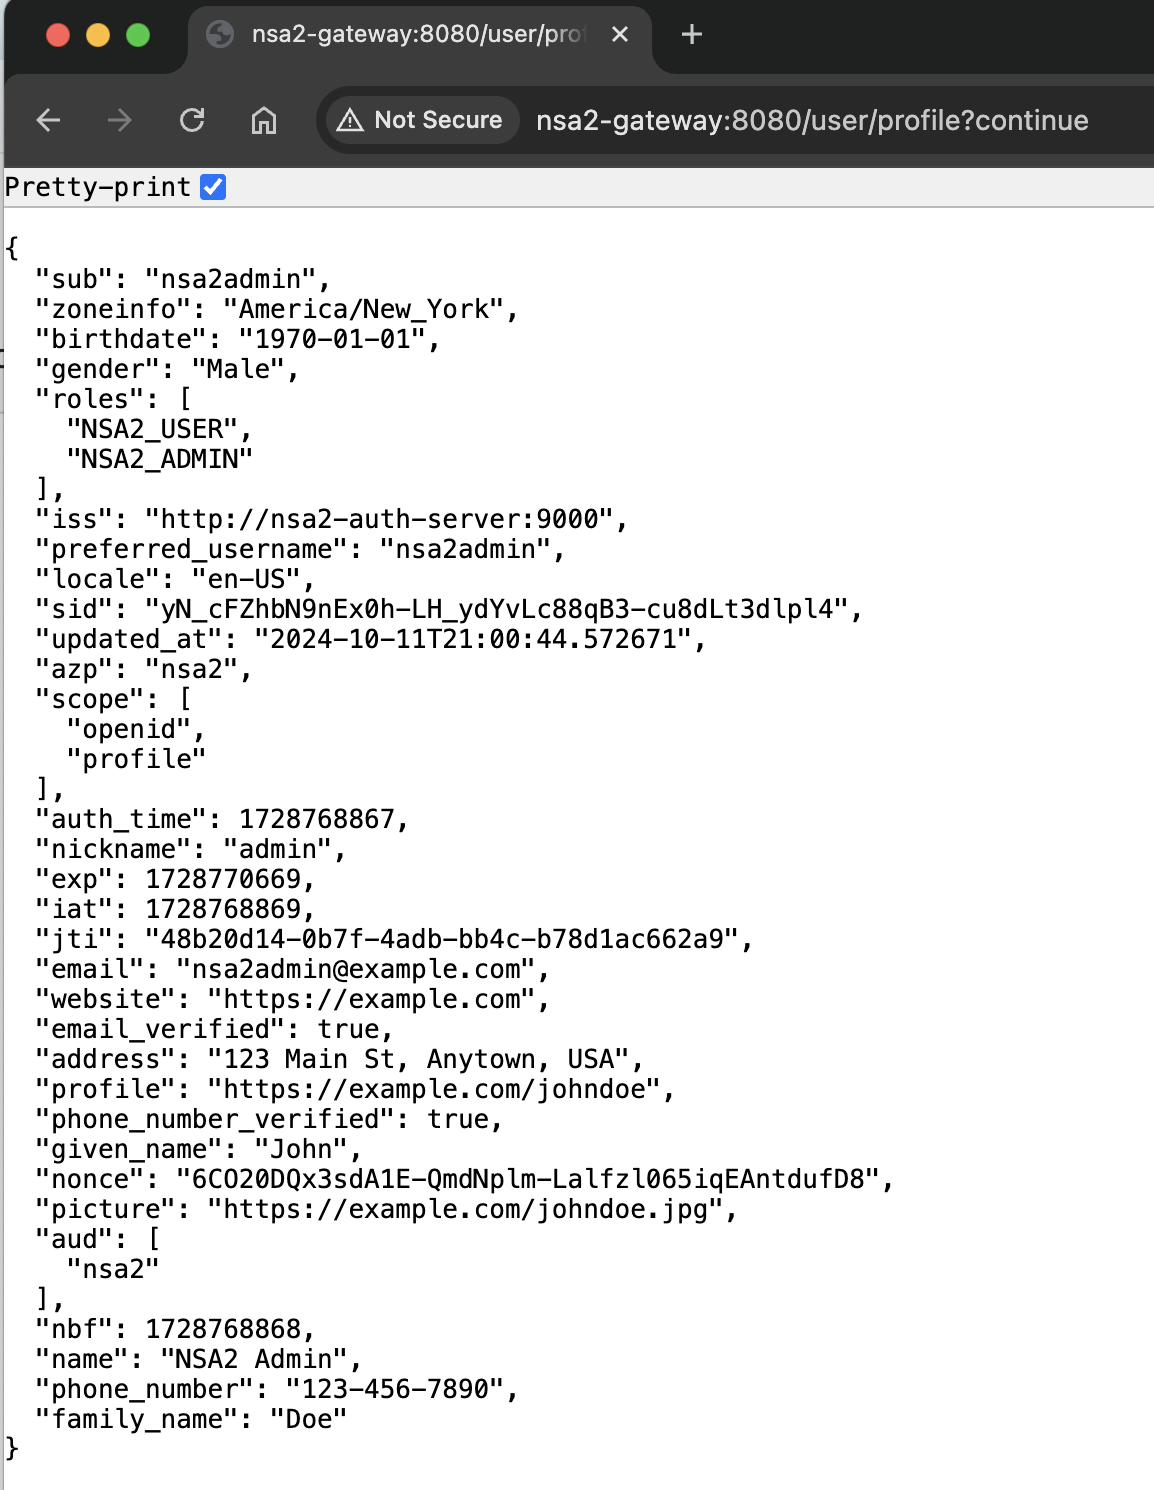 nsa2-gateway:8080/user/prof
Not Secure
nsa2-gateway:8080/user/profile?continue
Pretty-print
{
"sub": "nsa2admin",
"zoneinfo": "America/New_York",
"birthdate": "1970-01-01",
"gender": "Male",
"roles": [
"NSA2_USER",
"NSA2_ADMIN"
],
"iss": "http://nsa2-auth-server:9000",
"preferred_username": "nsa2admin",
"locale": "en-US",
"sid": "yN_cFZhbN9nEx0h-LH_ydYvLc88qB3-cu8dLt3dlpl4",
"updated_at": "2024-10-11T21:00:44.572671",
"azp": "nsa2",
"scope": [
"openid",
"profile"
],
"auth_time": 1728768867,
"nickname": "admin",
"exp": 1728770669,
"iat": 1728768869,
"jti": "48b20d14-0b7f-4adb-bb4c-b78d1ac662a9",
"email": "nsa2admin@example.com",
"website": "https://example.com",
"email_verified": true,
"address": "123 Main St, Anytown, USA",
"profile": "https://example.com/johndoe",
"phone_number_verified": true,
"given_name": "John",
"nonce": "6CO20DQx3sdA1E-QmdNplm-Lalfzl065iqEAntdufD8",
"picture": "https://example.com/johndoe.jpg",
"aud": [
"nsa2"
],
"nbf": 1728768868,
"name": "NSA2 Admin",
"phone_number": "123-456-7890",
"family_name": "Doe"
}